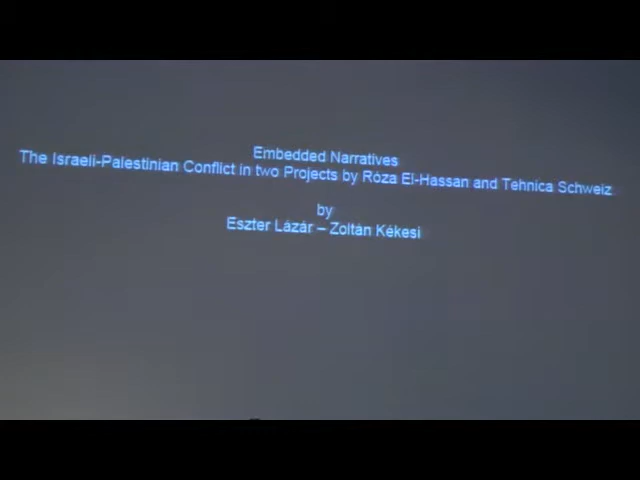 Embedded Narratives
The Israeli-Palestinian Conflict in two Projects by Róza El-Hassan and Tehnica Schweiz
by
Eszter Lázár – Zoltán Kékesi